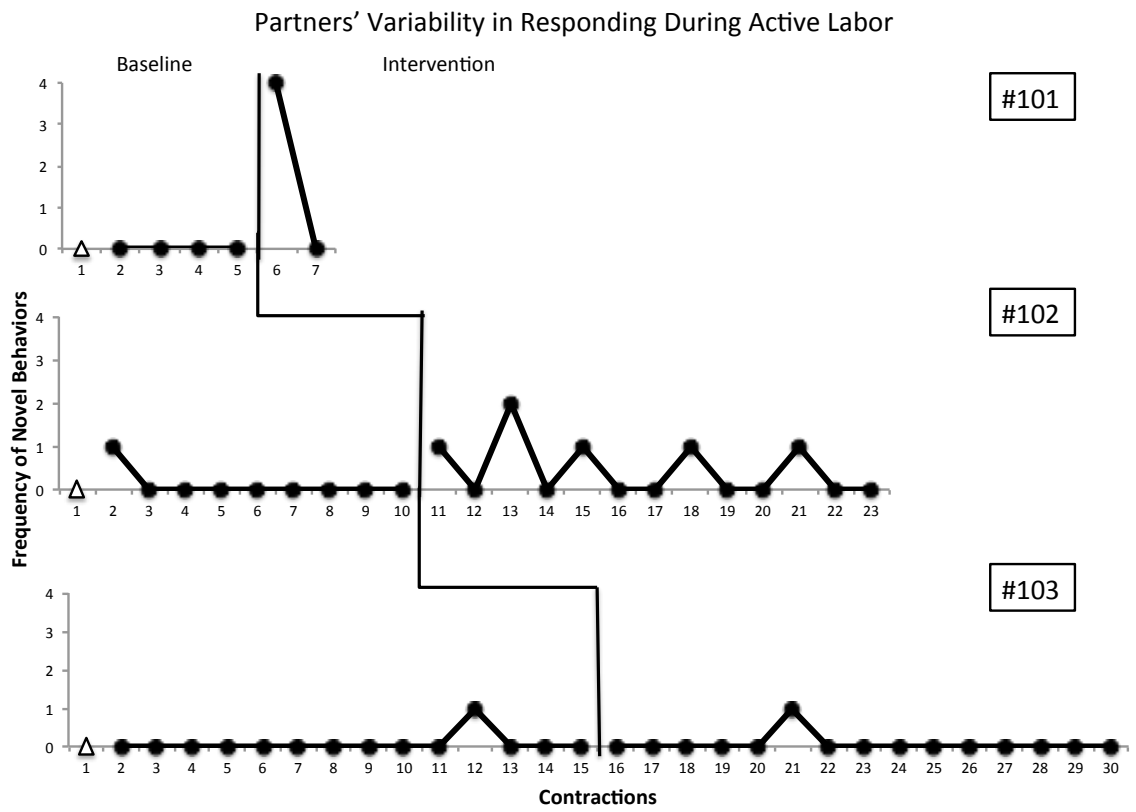 Partners’ Variability in Responding During Active Labor
Baseline Intervention
#101
4
3
2
1
0
1 2 3 4 5 6 7
#102
Frequency of Novel Behaviors
4
3
2
1
0
1 2 3 4 5 6 7 8 9 10 11 12 13 14 15 16 17 18 19 20 21 22 23
#103
4
3
2
1
0
1 2 3 4 5 6 7 8 9 10 11 12 13 14 15 16 17 18 19 20 21 22 23 24 25 26 27 28 29 30
Contractions